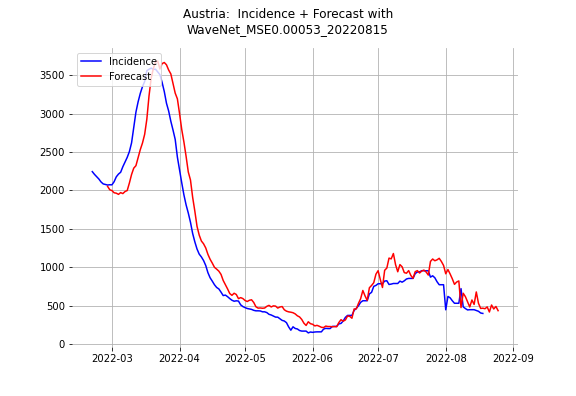 Austria:  Incidence + Forecast with
WaveNet_MSE0.00053_20220815
Incidence
Forecast
3500
3000
2500
2000
1500
1000
500
0
2022-03 2022-04 2022-05 2022-06 2022-07 2022-08 2022-09